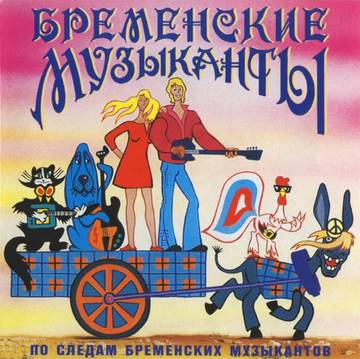 БРЕМЕНСКИЕ
МУЗЫКАНТЫ
ПО СЛЕДАМ БРЕМЕНСКИХ МУЗЫКАНТОВ